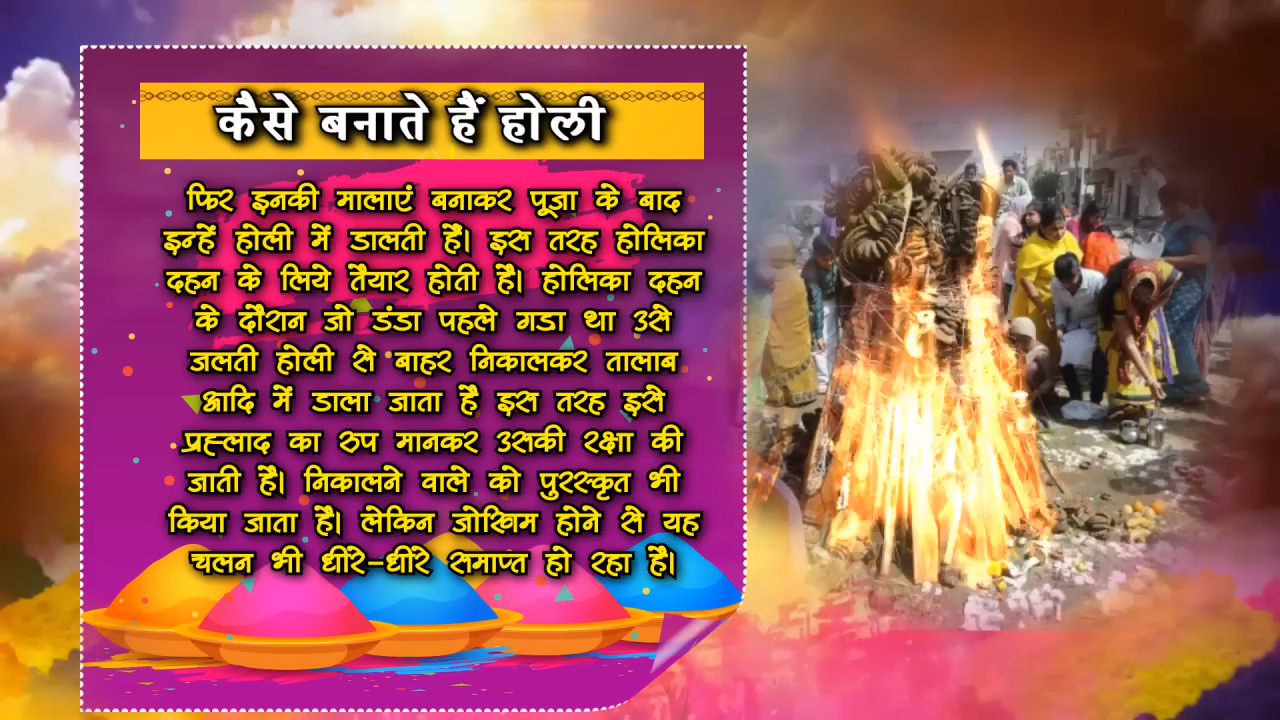 कैसे बनाते हैं होली
फिर इनकी मालाएं बनाकर पूजा के बाद
इन्हें होली में डालती हैं। इस तरह होलिका
दहन के लिये तैयार होती है। होलिका दहन
के दौरान जो डंडा पहले गडा था उसे
जलती होली से बाहर निकालकर तालाब
आदि में डाला जाता है इस तरह इसे
प्रह्लाद का रुप मानकर उसकी रक्षा की
जाती है। निकालने वाले को पुरस्कृत भी
किया जाता है। लेकिन जोखिम होने से यह
चलन भी धीरे-धीरे समाप्त हो रहा है।